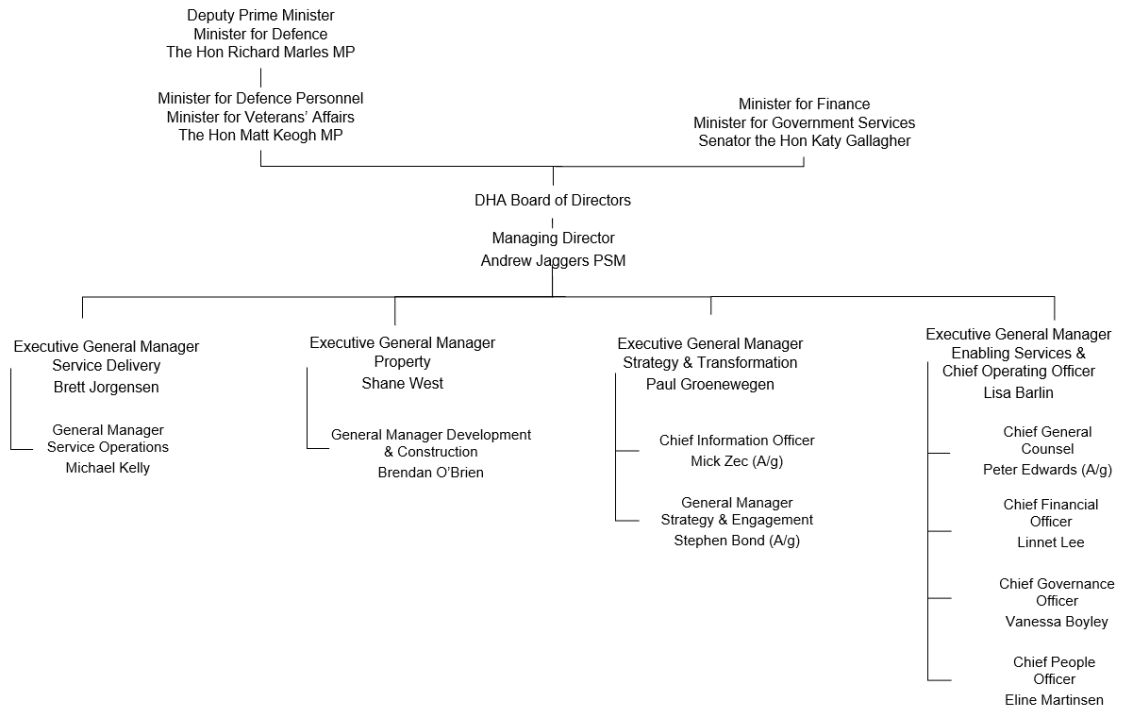 Deputy Prime Minister
Minister for Defence
The Hon Richard Marles MP
Minister for Defence Personnel
Minister for Veterans' Affairs
The Hon Matt Keogh MP
Minister for Finance
Minister for Government Services
Senator the Hon Katy Gallagher
DHA Board of Directors
Managing Director
Andrew Jaggers PSM
Executive General Manager
Service Delivery
Brett Jorgensen
General Manager
Service Operations
Michael Kelly
Executive General Manager
Property
Shane West
General Manager Development
& Construction
Brendan O'Brien
Executive General Manager
Strategy & Transformation
Paul Groenewegen
Chief Information Officer
Mick Zec (A/g)
General Manager
Strategy & Engagement
Stephen Bond (A/g)
Executive General Manager
Enabling Services &
Chief Operating Officer
Lisa Barlin
Chief General
Counsel
Peter Edwards (A/g)
Chief Financial
Officer
Linnet Lee
Chief Governance
Officer
Vanessa Boyley
Chief People
Officer
Eline Martinsen